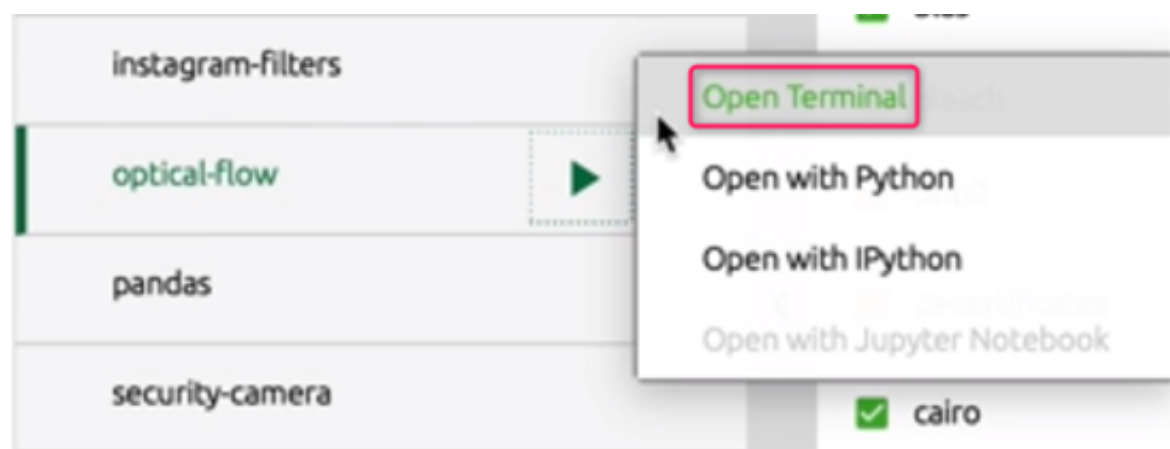 instagram-filters
Open Terminal
optical-flow
Open with Python
Open with IPython
pandas
Open with Jupyter Notebook
security-camera
cairo